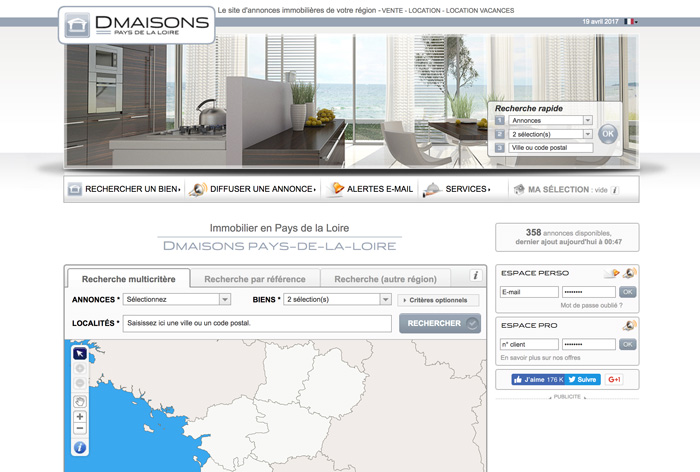 Le site d'annonces immobilières de votre région - VENTE - LOCATION - LOCATION VACANCES
DMAISONS
PAYS DE LA LOIRE
19 avril 2017
Recherche rapide
1 Annonces
2 2 sélection(s)
3 Ville ou code postal
OK
RECHERCHER UN BIEN
DIFFUSER UNE ANNONCE
ALERTES E-MAIL
SERVICES
MA SÉLECTION : vide i
Immobilier en Pays de la Loire
DMAISONS PAYS-DE-LA-LOIRE
358 annonces disponibles,
dernier ajout aujourd'hui à 00:47
Recherche multicritère
Recherche par référence
Recherche (autre région)
i
ANNONCES * Sélectionnez
BIENS * 2 sélection(s)
Critères optionnels
LOCALITÉS * Saisissez ici une ville ou un code postal.
RECHERCHER
ESPACE PERSO
E-mail •••••••• OK
Mot de passe oublié ?
ESPACE PRO
n° client •••••••• OK
En savoir plus sur nos offres
J'aime 176 K
Suivre
G+1
PUBLICITÉ
+
−
i